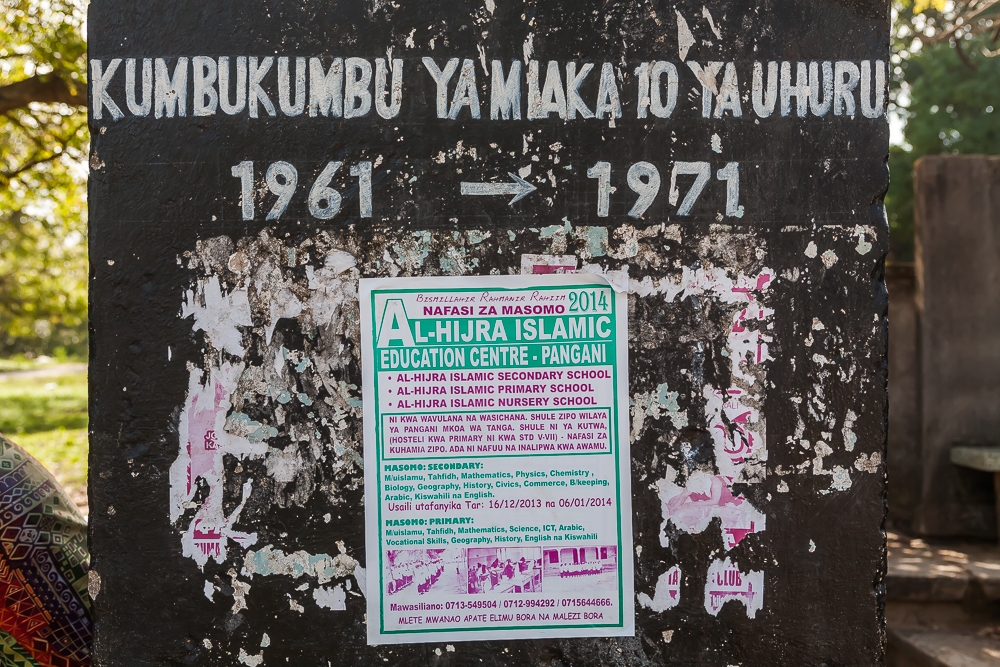 KUMBUKUMBU YA MIAKA 10 YA UHURU
1961 → 1971
Bismillahir Rahmanir Rahiim
NAFASI ZA MASOMO 2014
AL-HIJRA ISLAMIC
EDUCATION CENTRE - PANGANI
• AL-HIJRA ISLAMIC SECONDARY SCHOOL
• AL-HIJRA ISLAMIC PRIMARY SCHOOL
• AL-HIJRA ISLAMIC NURSERY SCHOOL
NI KWA WAVULANA NA WASICHANA. SHULE ZIPO WILAYA
YA PANGANI MKOA WA TANGA. SHULE NI YA KUTWA,
(HOSTELI KWA PRIMARY NI KWA STD V-VII) - NAFASI ZA
KUHAMIA ZIPO. ADA NI NAFUU NA INALIPWA KWA AWAMU.
MASOMO: SECONDARY:
M/uislamu, Tahfidh, Mathematics, Physics, Chemistry ,
Biology, Geography, History, Civics, Commerce, B/keeping,
Arabic, Kiswahili na English.
Usaili utafanyika Tar: 16/12/2013 na 06/01/2014
MASOMO: PRIMARY:
M/uislamu, Tahfidh, Mathematics, Science, ICT, Arabic,
Vocational Skills, Geography, History, English na Kiswahili
Mawasiliano: 0713-549504 / 0712-994292 / 0715644666.
MLETE MWANAO APATE ELIMU BORA NA MALEZI BORA
CLUB